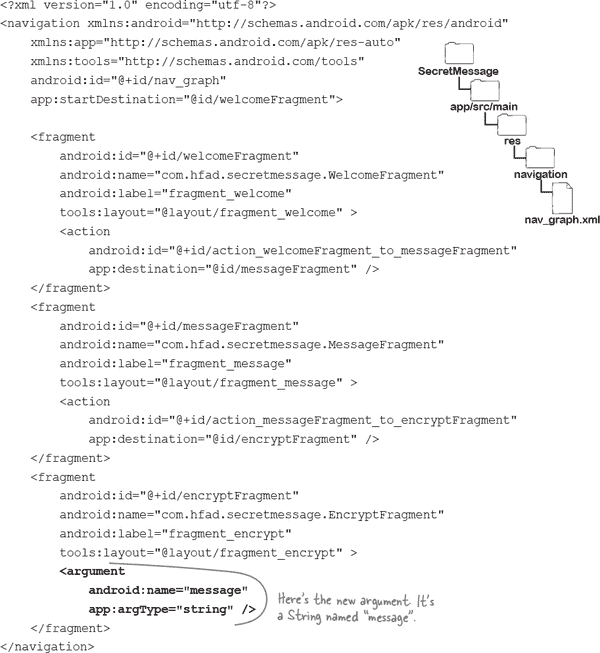 <?xml version="1.0" encoding="utf-8"?>
<navigation xmlns:android="http://schemas.android.com/apk/res/android"
xmlns:app="http://schemas.android.com/apk/res-auto"
xmlns:tools="http://schemas.android.com/tools"
android:id="@+id/nav_graph"
app:startDestination="@id/welcomeFragment">
SecretMessage
app/src/main
res
navigation
nav_graph.xml
<fragment
android:id="@+id/welcomeFragment"
android:name="com.hfad.secretmessage.WelcomeFragment"
android:label="fragment_welcome"
tools:layout="@layout/fragment_welcome" >
<action
android:id="@+id/action_welcomeFragment_to_messageFragment"
app:destination="@id/messageFragment" />
</fragment>
<fragment
android:id="@+id/messageFragment"
android:name="com.hfad.secretmessage.MessageFragment"
android:label="fragment_message"
tools:layout="@layout/fragment_message" >
<action
android:id="@+id/action_messageFragment_to_encryptFragment"
app:destination="@id/encryptFragment" />
</fragment>
<fragment
android:id="@+id/encryptFragment"
android:name="com.hfad.secretmessage.EncryptFragment"
android:label="fragment_encrypt"
tools:layout="@layout/fragment_encrypt" >
<argument
android:name="message"
app:argType="string" />
Here's the new argument. It's
a String named "message".
</fragment>
</navigation>